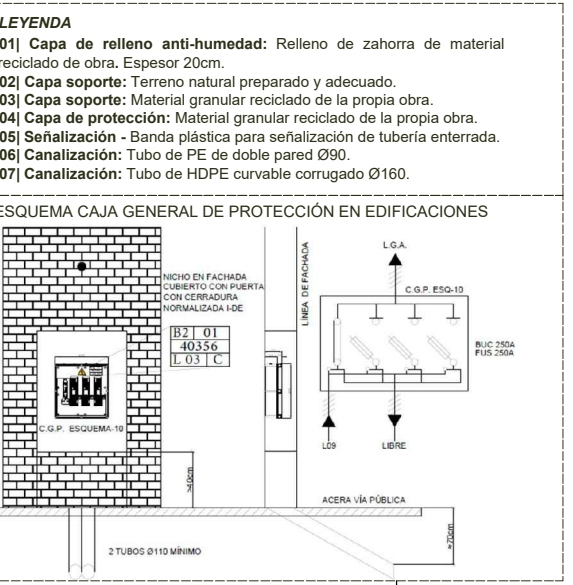 LEYENDA
01| Capa de relleno anti-humedad: Relleno de zahorra de material
reciclado de obra. Espesor 20cm.
02| Capa soporte: Terreno natural preparado y adecuado.
03| Capa soporte: Material granular reciclado de la propia obra.
04| Capa de protección: Material granular reciclado de la propia obra.
05| Señalización - Banda plástica para señalización de tubería enterrada.
06| Canalización: Tubo de PE de doble pared Ø90.
07| Canalización: Tubo de HDPE curvable corrugado Ø160.
ESQUEMA CAJA GENERAL DE PROTECCIÓN EN EDIFICACIONES
NICHO EN FACHADA
CUBIERTO CON PUERTA
CON CERRADURA
NORMALIZADA I-DE
B2 01
40356
L 03 C
C.G.P. ESQUEMA-10
>40cm
2 TUBOS Ø110 MÍNIMO
LÍNEA DE FACHADA
L.G.A.
C.G.P. ESQ-10
BUC 250A
FUS 250A
L09
LIBRE
ACERA VÍA PÚBLICA
≈70cm